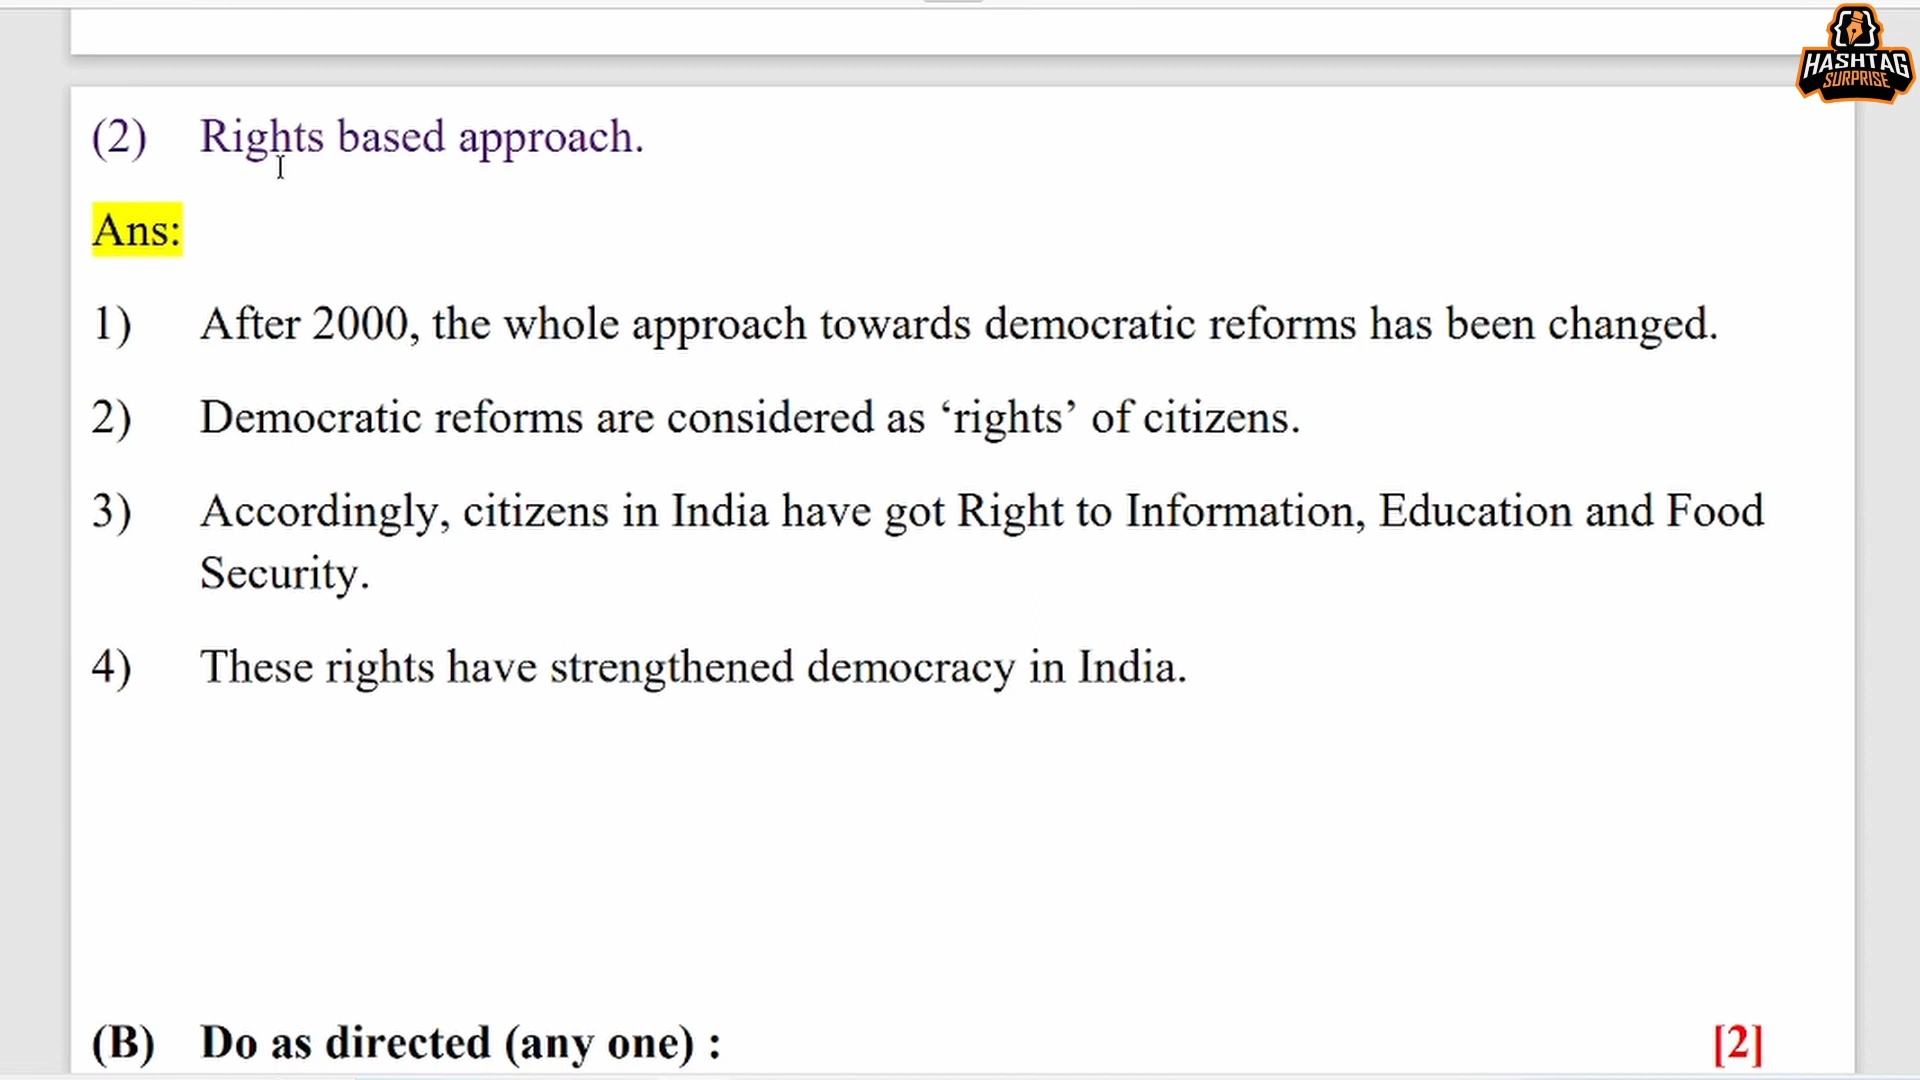 HASHTAG
SURPRISE
(2) Rights based approach.
Ans:
1) After 2000, the whole approach towards democratic reforms has been changed.
2) Democratic reforms are considered as ‘rights’ of citizens.
3) Accordingly, citizens in India have got Right to Information, Education and Food
Security.
4) These rights have strengthened democracy in India.
(B) Do as directed (any one) : [2]